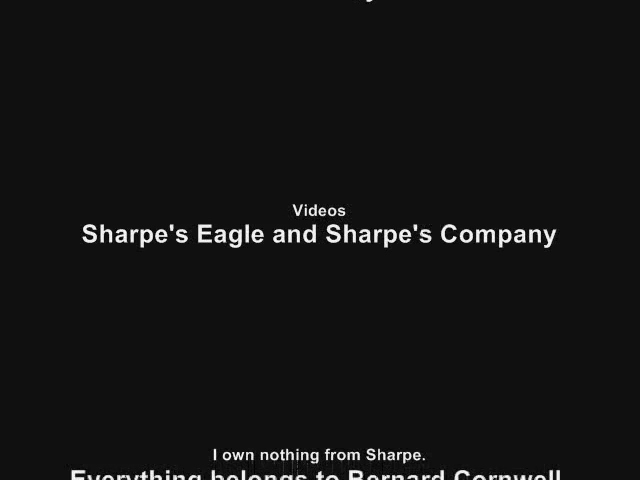 Videos
Sharpe's Eagle and Sharpe's Company
I own nothing from Sharpe.
Everything belongs to Bernard Cornwell